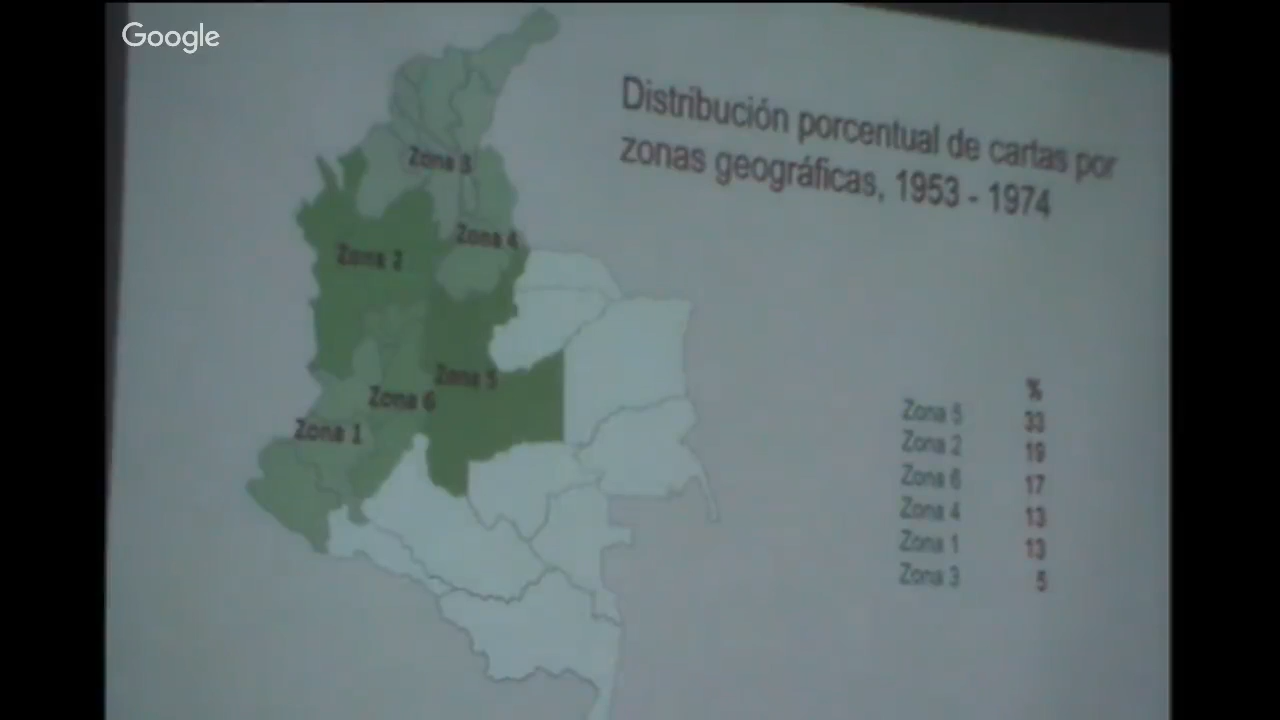 Google
Distribución porcentual de cartas por
zonas geográficas, 1953 - 1974
Zona 3
Zona 4
Zona 2
Zona 5
Zona 6
Zona 1
%
Zona 5 33
Zona 2 19
Zona 6 17
Zona 4 13
Zona 1 13
Zona 3 5